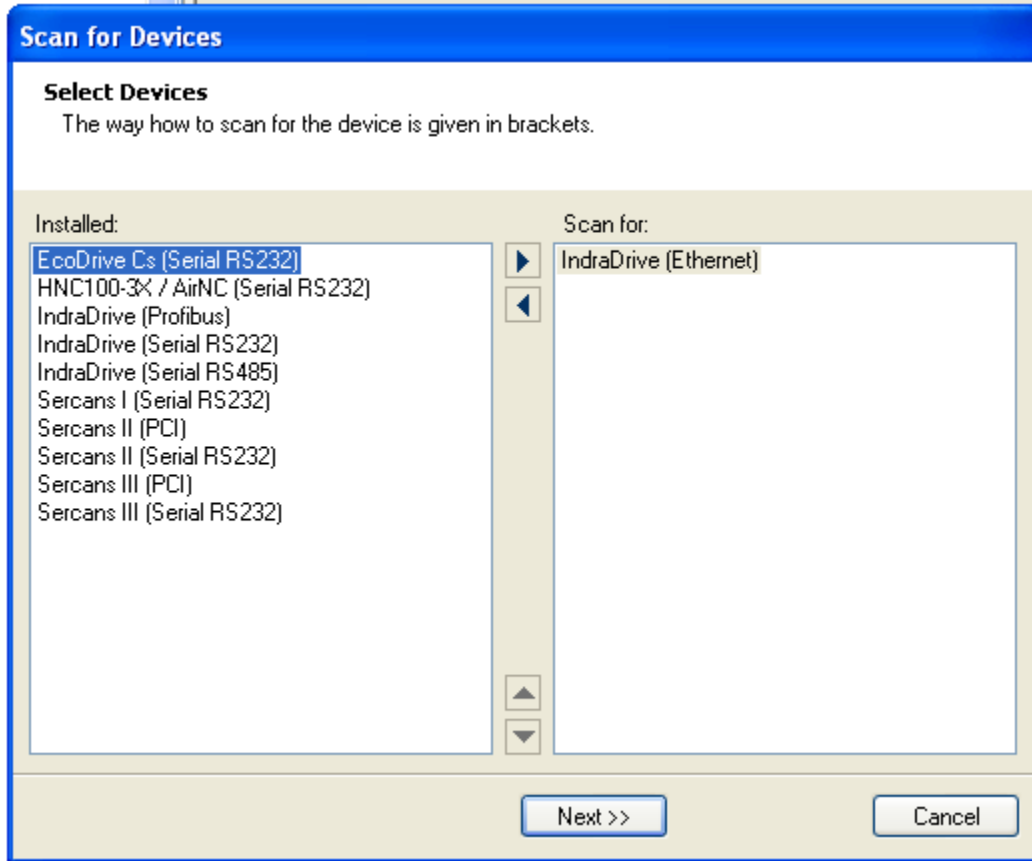 Scan for Devices
Select Devices
The way how to scan for the device is given in brackets.
Installed:
EcoDrive Cs (Serial RS232)
HNC100-3X / AirNC (Serial RS232)
IndraDrive (Profibus)
IndraDrive (Serial RS232)
IndraDrive (Serial RS485)
Sercans I (Serial RS232)
Sercans II (PCI)
Sercans II (Serial RS232)
Sercans III (PCI)
Sercans III (Serial RS232)
Scan for:
IndraDrive (Ethernet)
Next >>
Cancel